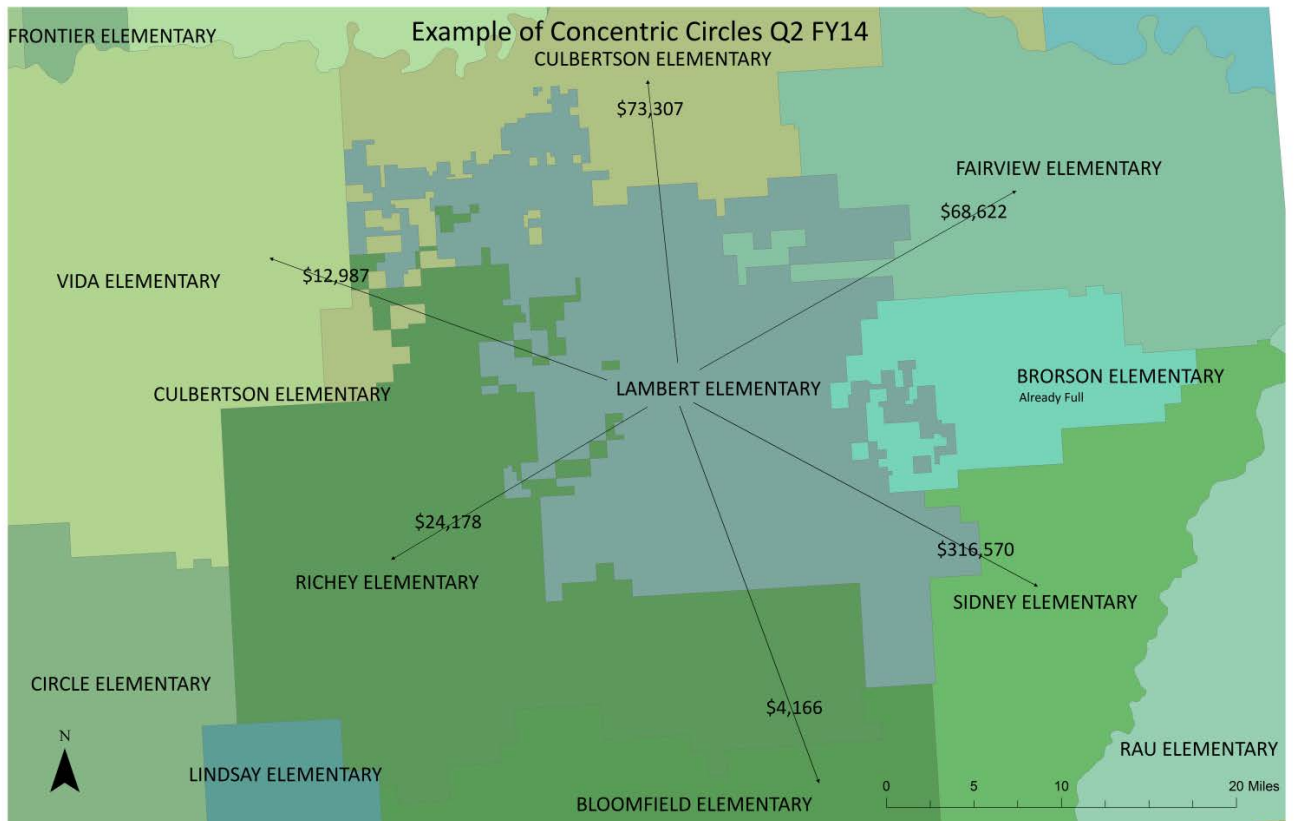 Example of Concentric Circles Q2 FY14
FRONTIER ELEMENTARY
CULBERTSON ELEMENTARY
$73,307
FAIRVIEW ELEMENTARY
$68,622
VIDA ELEMENTARY
$12,987
CULBERTSON ELEMENTARY
LAMBERT ELEMENTARY
BRORSON ELEMENTARY
Already Full
$24,178
RICHEY ELEMENTARY
$316,570
SIDNEY ELEMENTARY
CIRCLE ELEMENTARY
$4,166
N
LINDSAY ELEMENTARY
BLOOMFIELD ELEMENTARY
RAU ELEMENTARY
0 5 10 20 Miles